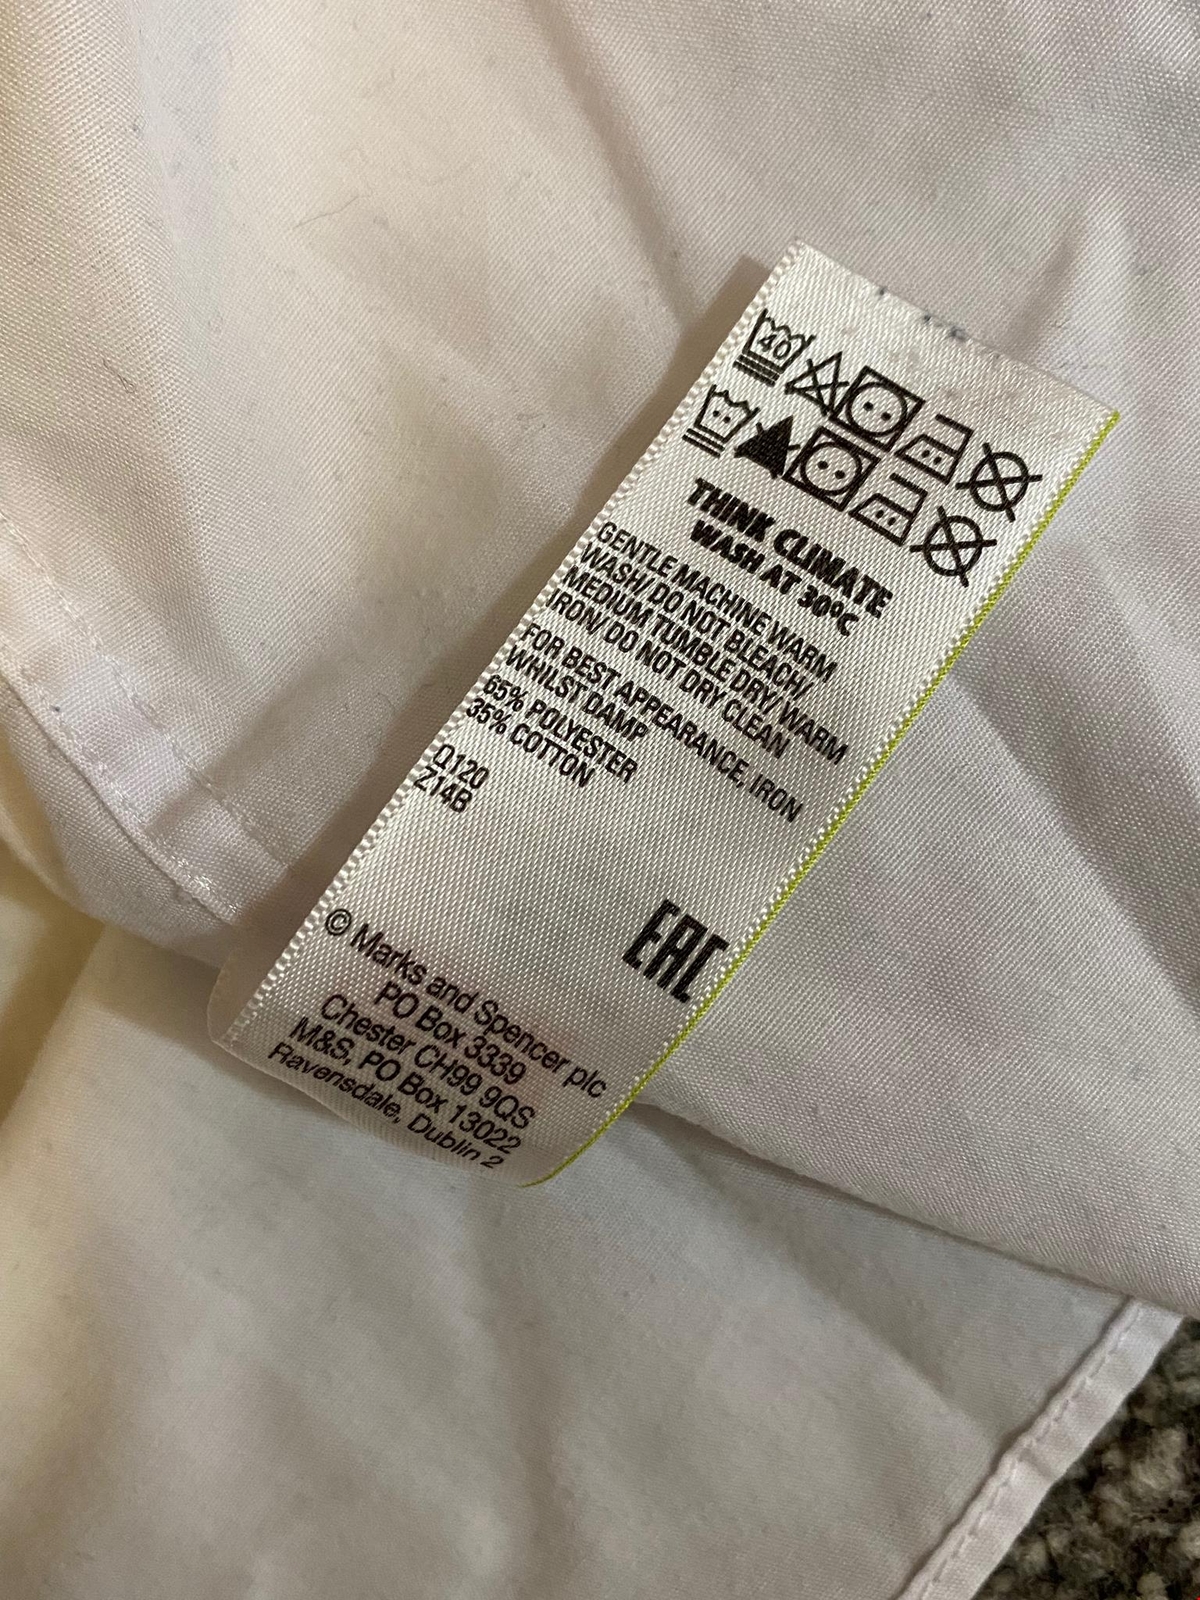 40
THINK CLIMATE
WASH AT 30°C
GENTLE MACHINE WARM
WASH/ DO NOT BLEACH/
MEDIUM TUMBLE DRY/ WARM
IRON/ DO NOT DRY CLEAN
FOR BEST APPEARANCE, IRON
WHILST DAMP
65% POLYESTER
35% COTTON
Q120
Z14B
EAC
© Marks and Spencer plc
PO Box 3339
Chester CH99 9QS
M&S, PO Box 13022
Ravensdale, Dublin 2